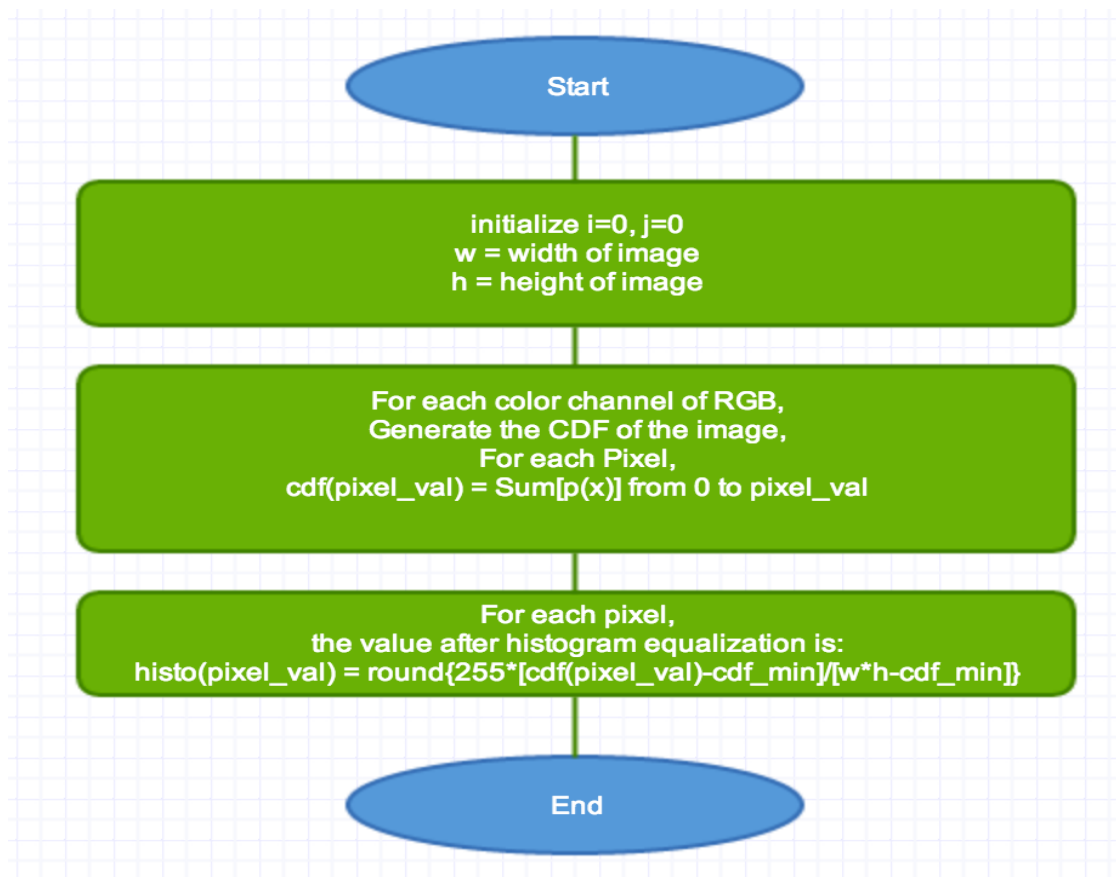 Start
initialize i=0, j=0
w = width of image
h = height of image
For each color channel of RGB,
Generate the CDF of the image,
For each Pixel,
cdf(pixel_val) = Sum[p(x)] from 0 to pixel_val
For each pixel,
the value after histogram equalization is:
histo(pixel_val) = round{255*[cdf(pixel_val)-cdf_min]/[w*h-cdf_min]}
End